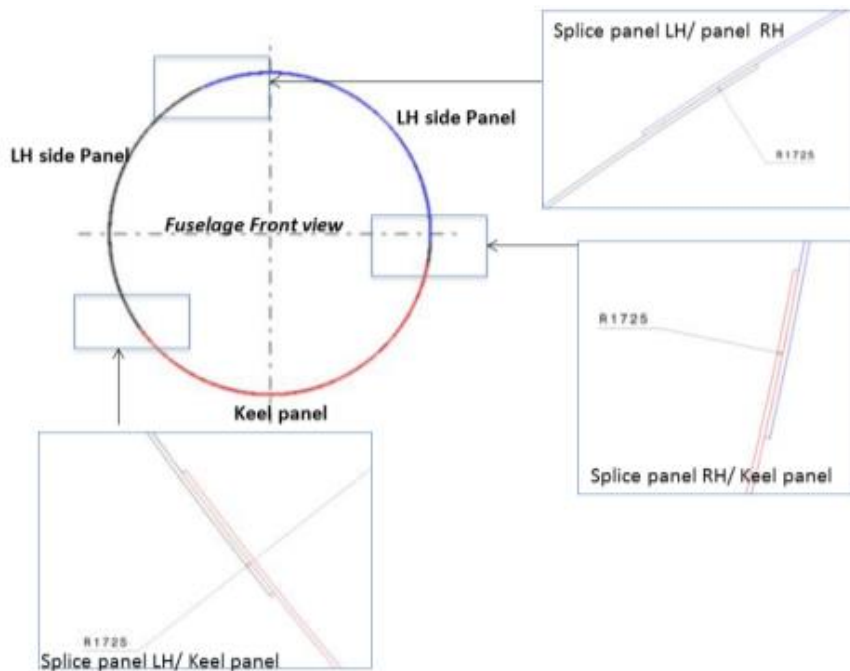 Splice panel LH/ panel RH
R1725
LH side Panel
LH side Panel
Fuselage Front view
R1725
Keel panel
Splice panel RH/ Keel panel
R1725
Splice panel LH/ Keel panel